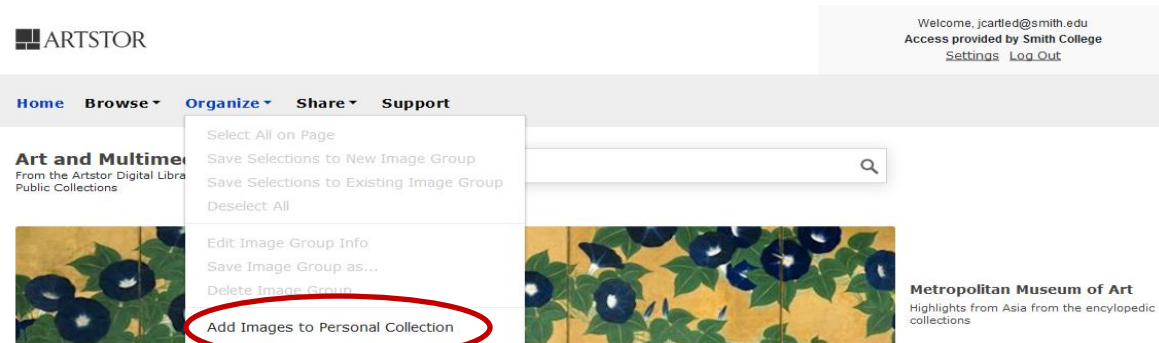 ARTSTOR
Welcome, jcartled@smith.edu
Access provided by Smith College
Settings Log Out
Home Browse Organize Share Support
Select All on Page
Save Selections to New Image Group
Save Selections to Existing Image Group
Deselect All
Edit Image Group Info
Save Image Group as...
Delete Image Group
Add Images to Personal Collection
Art and
From the Artstor Digital
Public Collections
Metropolitan Museum of Art
Highlights from Asia from the encylopedic
collections